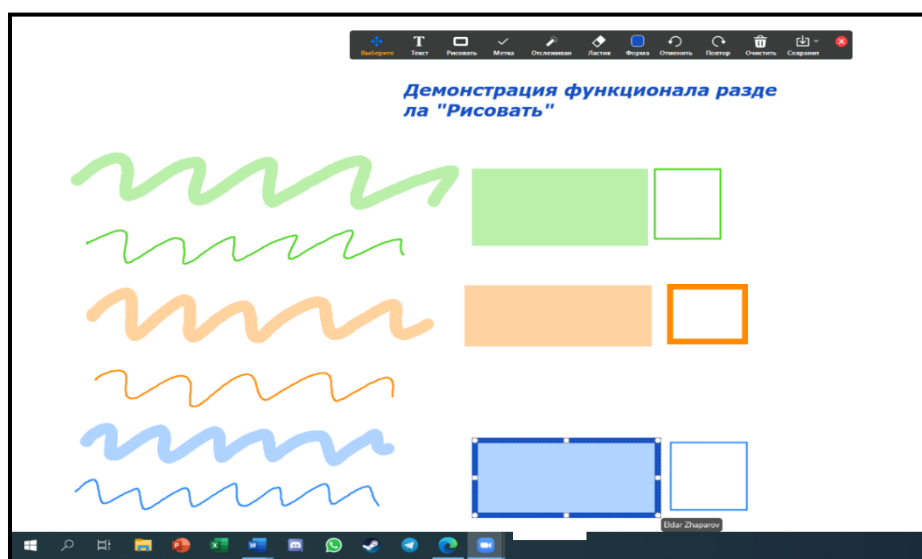 Выберите Текст Рисовать Метка Отслеживан Ластик Форма Отменить Повтор Очистить Сохранит
Демонстрация функционала разде
ла "Рисовать"
Eldar Zhaparov